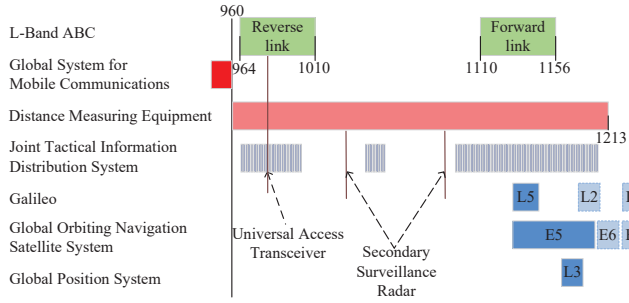 960
L-Band ABC
Reverse link
Forward link
964
1010
1110
1156
Global System for
Mobile Communications
Distance Measuring Equipment
1213
Joint Tactical Information
Distribution System
Galileo
L5
L2
Global Orbiting Navigation
Satellite System
E5
E6
Universal Access
Transceiver
Secondary
Surveillance
Radar
Global Position System
L3